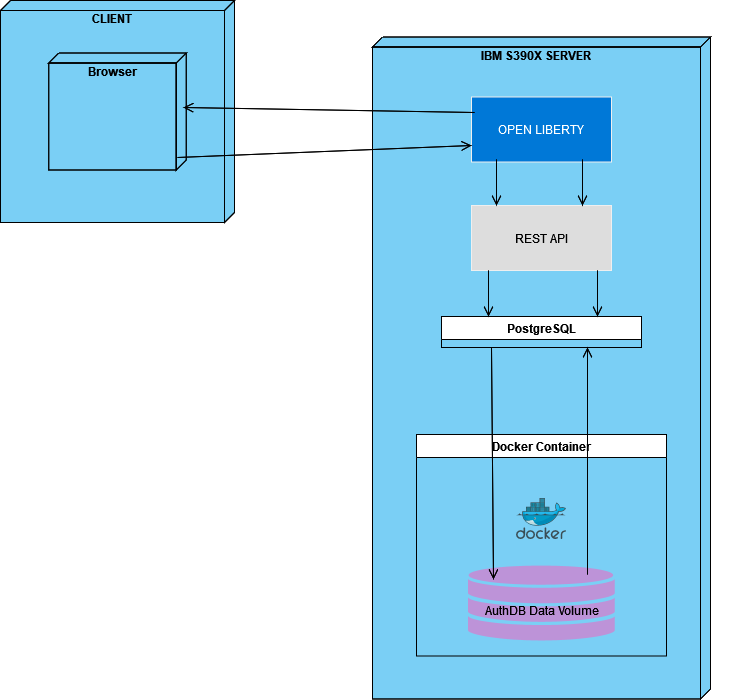 CLIENT
Browser
IBM S390X SERVER
OPEN LIBERTY
REST API
PostgreSQL
Docker Container
docker
AuthDB Data Volume